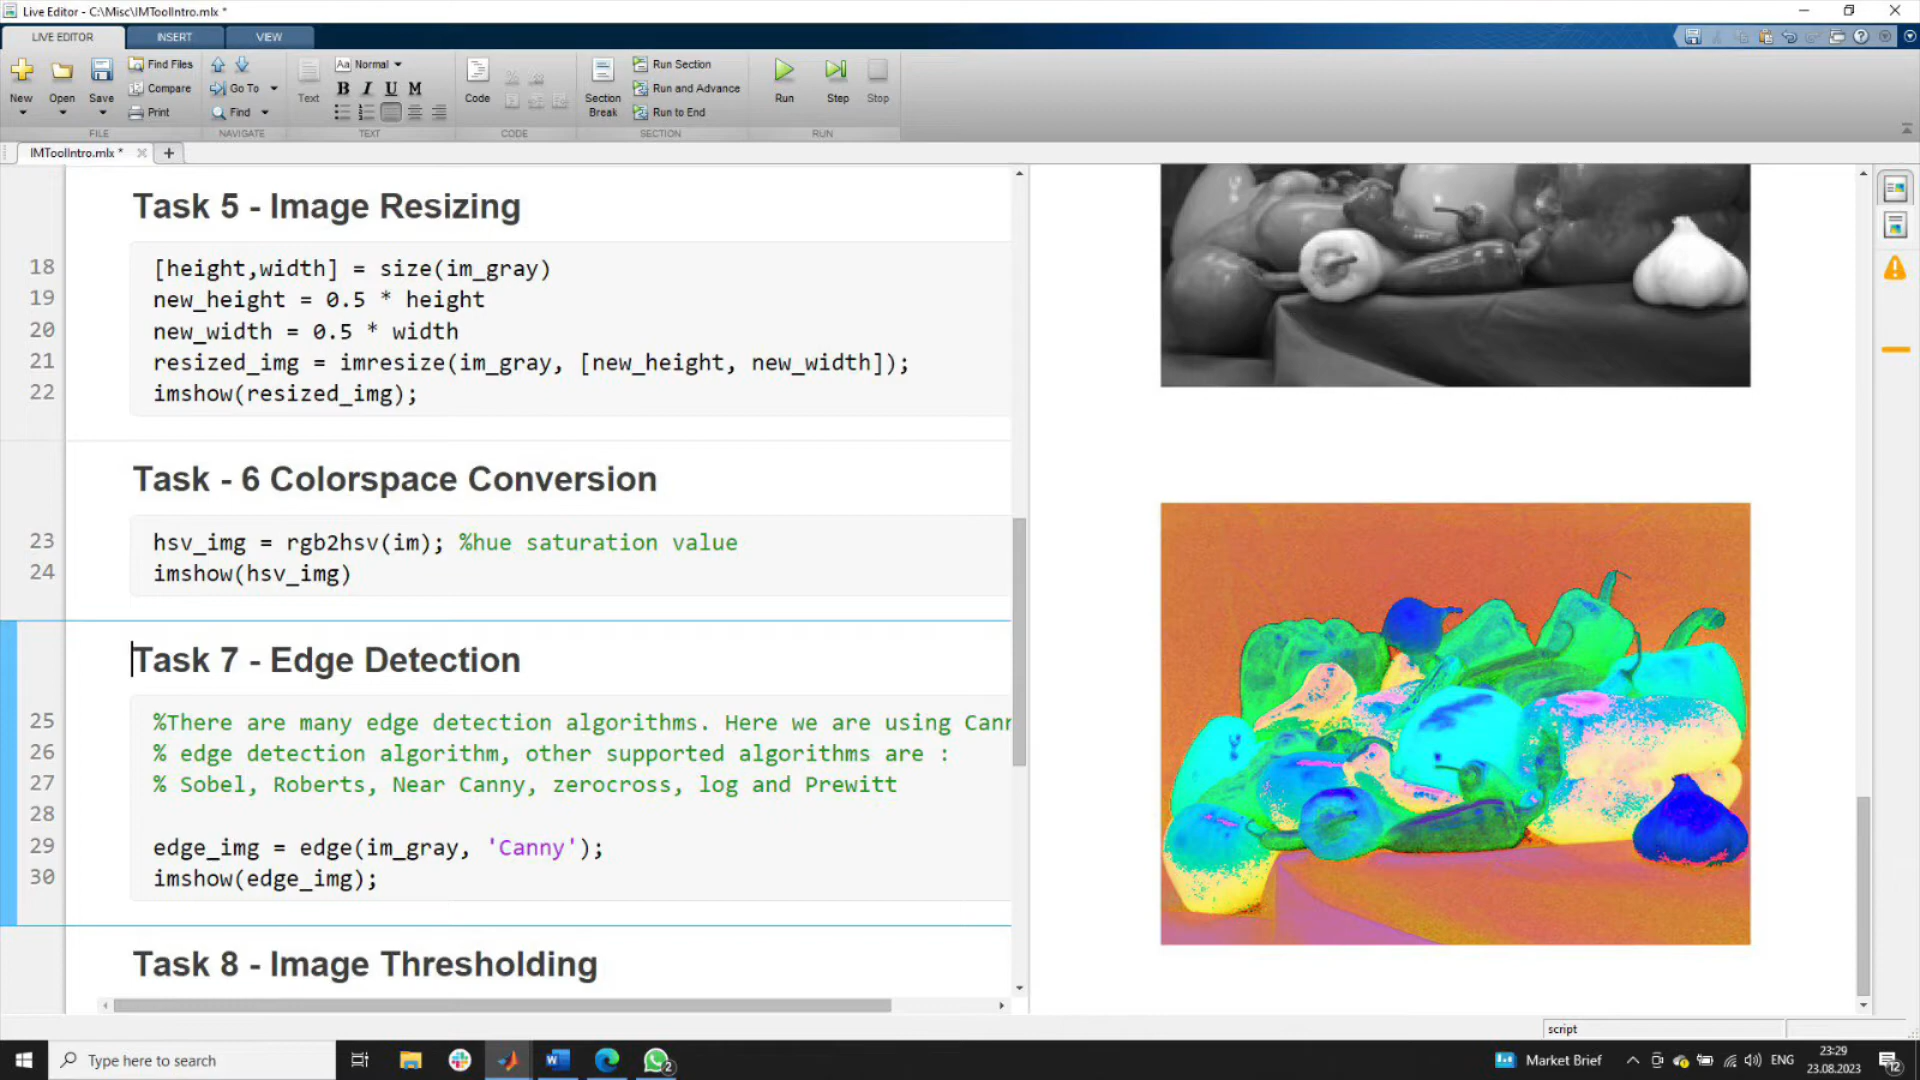 Live Editor - C:\Misc\IMToolIntro.mlx *
LIVE EDITOR INSERT VIEW
New
Open
Save
Find Files
Compare
Print
FILE
Go To
Find
NAVIGATE
Text
Aa Normal
B I U M
TEXT
Code
CODE
Section
Break
Run Section
Run and Advance
Run to End
SECTION
Run
Step
Stop
RUN
IMToolIntro.mlx *
Task 5 - Image Resizing
18 [height,width] = size(im_gray)
19 new_height = 0.5 * height
20 new_width = 0.5 * width
21 resized_img = imresize(im_gray, [new_height, new_width]);
22 imshow(resized_img);
Task - 6 Colorspace Conversion
23 hsv_img = rgb2hsv(im); %hue saturation value
24 imshow(hsv_img)
Task 7 - Edge Detection
25 %There are many edge detection algorithms. Here we are using Cann
26 % edge detection algorithm, other supported algorithms are :
27 % Sobel, Roberts, Near Canny, zerocross, log and Prewitt
28
29 edge_img = edge(im_gray, 'Canny');
30 imshow(edge_img);
Task 8 - Image Thresholding
script
Type here to search
2
Market Brief
ENG
23:29
23.08.2023
12